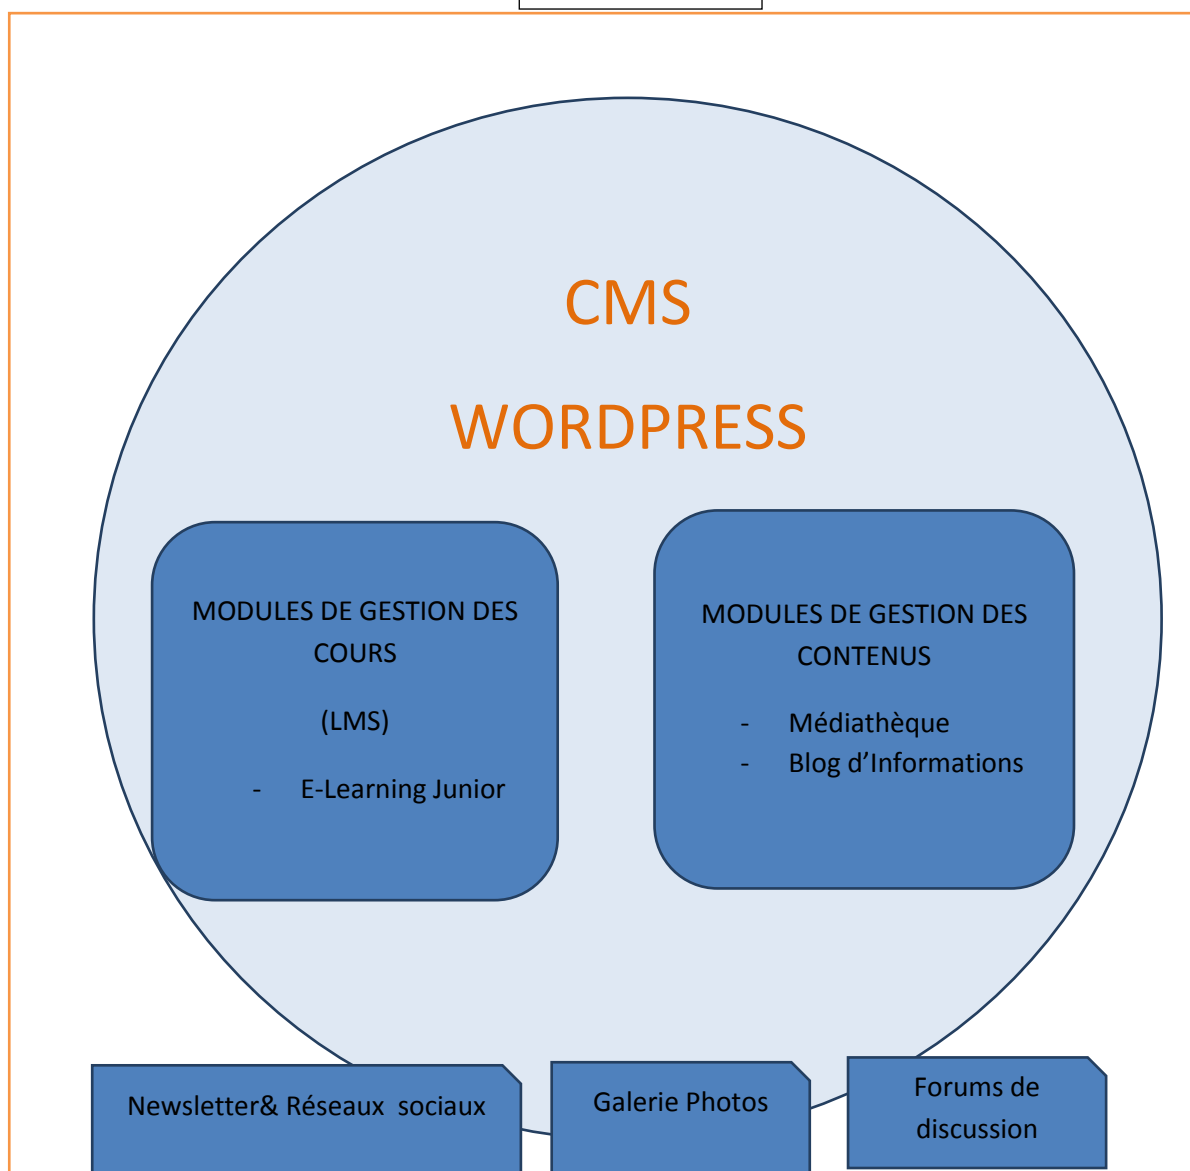 CMS
WORDPRESS
MODULES DE GESTION DES
COURS
(LMS)
- E-Learning Junior
MODULES DE GESTION DES
CONTENUS
- Médiathèque
- Blog d’Informations
Newsletter& Réseaux sociaux
Galerie Photos
Forums de
discussion